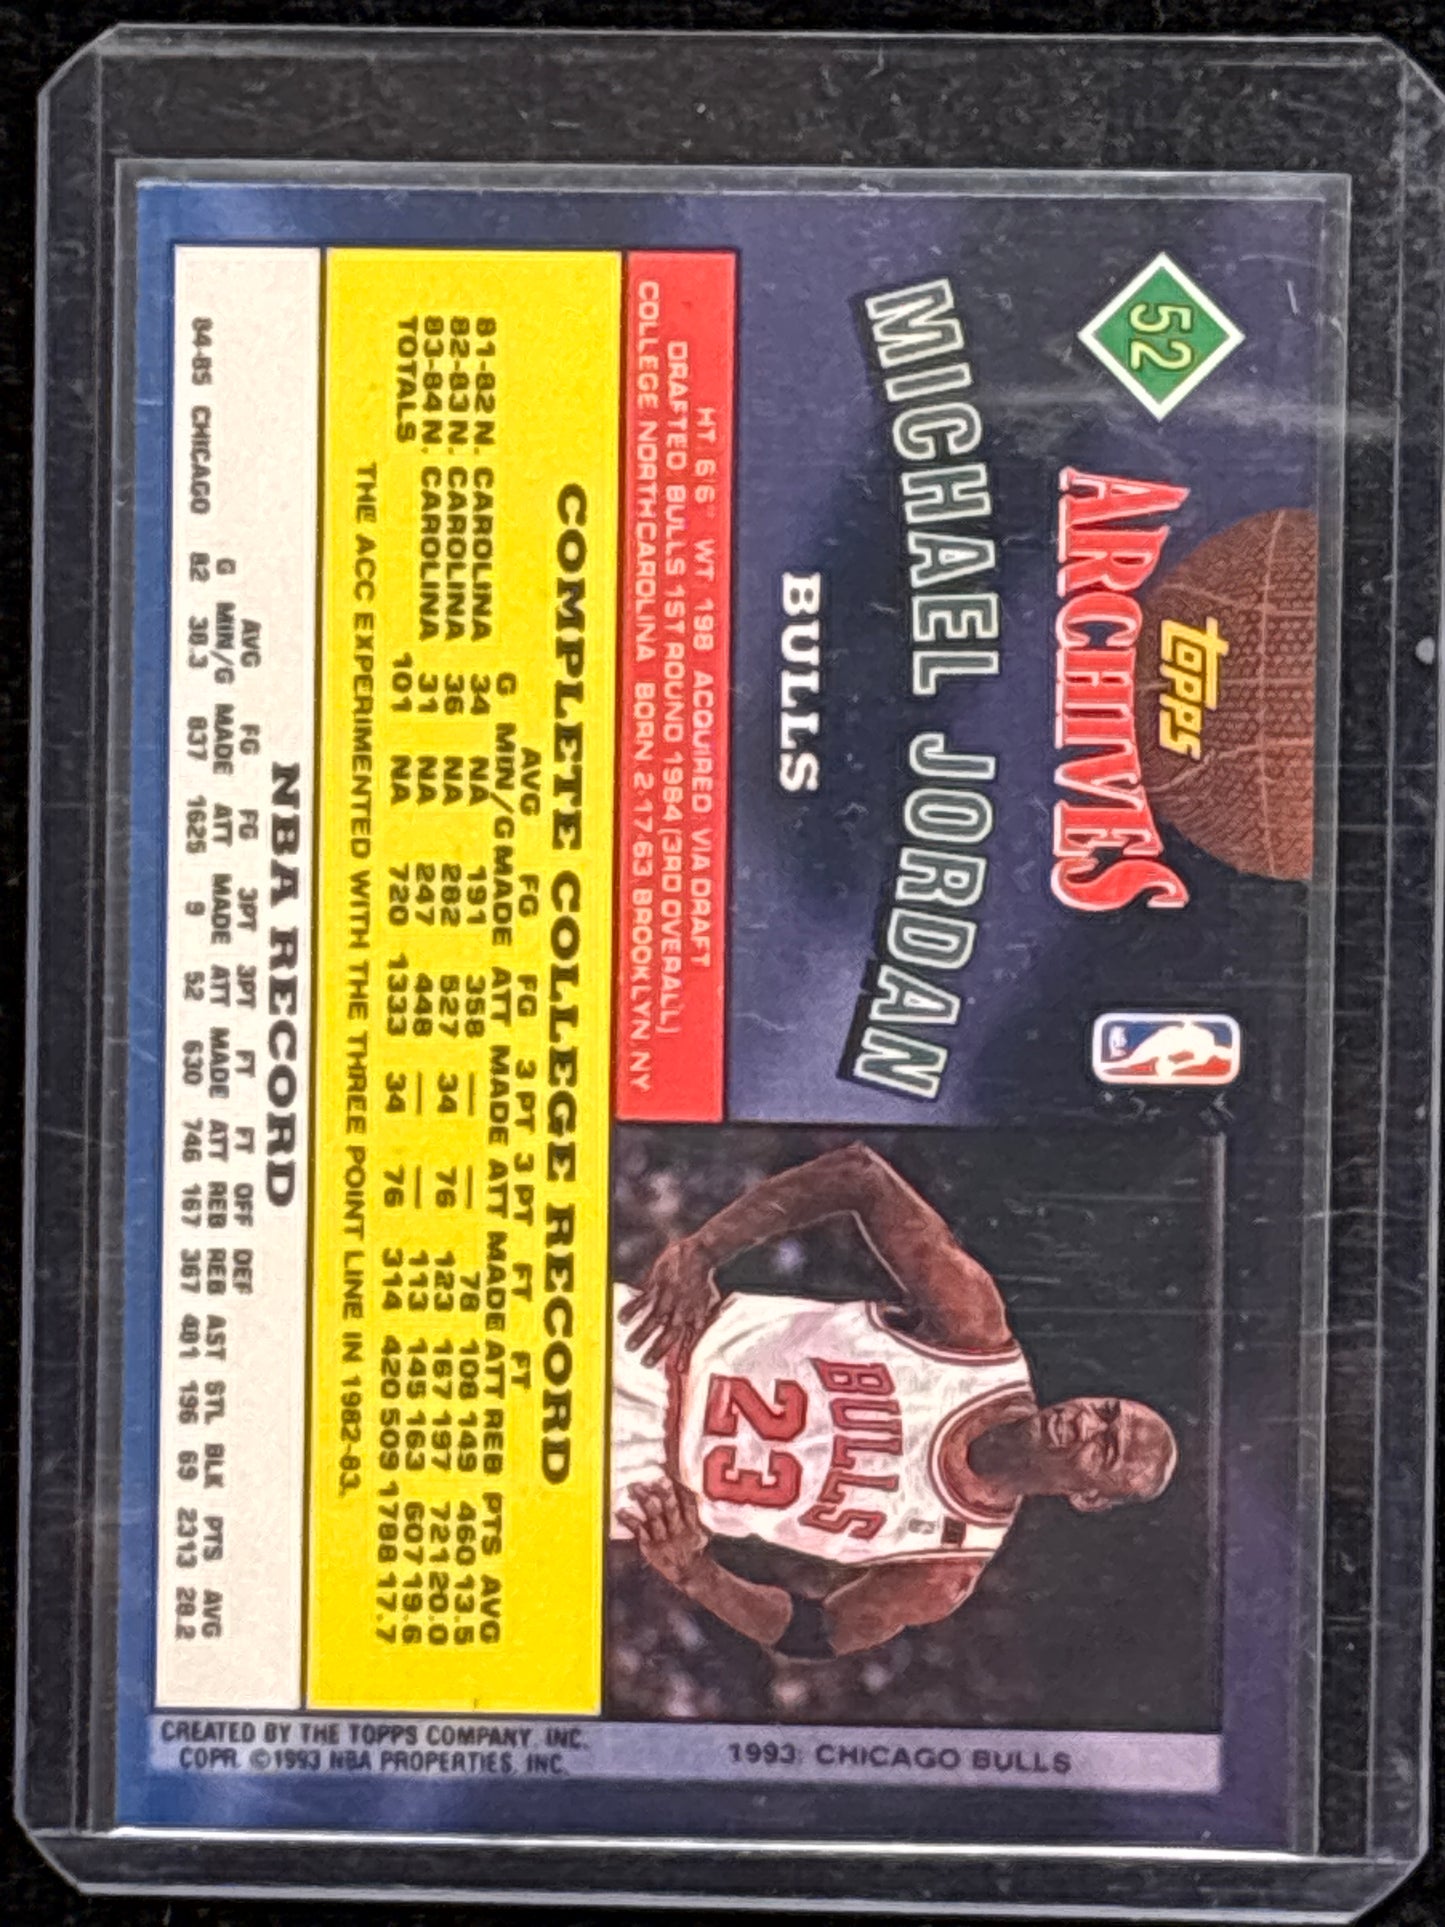 52
topps
ARCHIVES
NBA
MICHAEL JORDAN
BULLS
HT 6'6" WT 198 ACQUIRED: VIA DRAFT
DRAFTED: BULLS 1ST ROUND 1984 (3RD OVERALL)
COLLEGE: NORTH CAROLINA BORN 2-17-63 BROOKLYN NY
BULLS
23
COMPLETE COLLEGE RECORD
AVG FG FG 3 PT 3 PT FT FT
G MIN/G MADE ATT MADE ATT MADE ATT REB PTS AVG
81-82 N. CAROLINA 34 NA 191 358 — — 78 108 149 460 13.5
82-83 N. CAROLINA 36 NA 282 527 34 76 123 167 197 721 20.0
83-84 N. CAROLINA 31 NA 247 448 — — 113 145 163 607 19.6
TOTALS 101 NA 720 1333 34 76 314 420 509 1788 17.7
THE ACC EXPERIMENTED WITH THE THREE POINT LINE IN 1982-83.
NBA RECORD
AVG FG FG 3PT 3PT FT FT OFF DEF
G MIN/G MADE ATT MADE ATT MADE ATT REB REB AST STL BLK PTS AVG
84-85 CHICAGO 82 38.3 837 1625 9 52 630 746 167 367 481 196 69 2313 28.2
1993: CHICAGO BULLS
CREATED BY THE TOPPS COMPANY, INC.
COPR. ©1993 NBA PROPERTIES, INC.